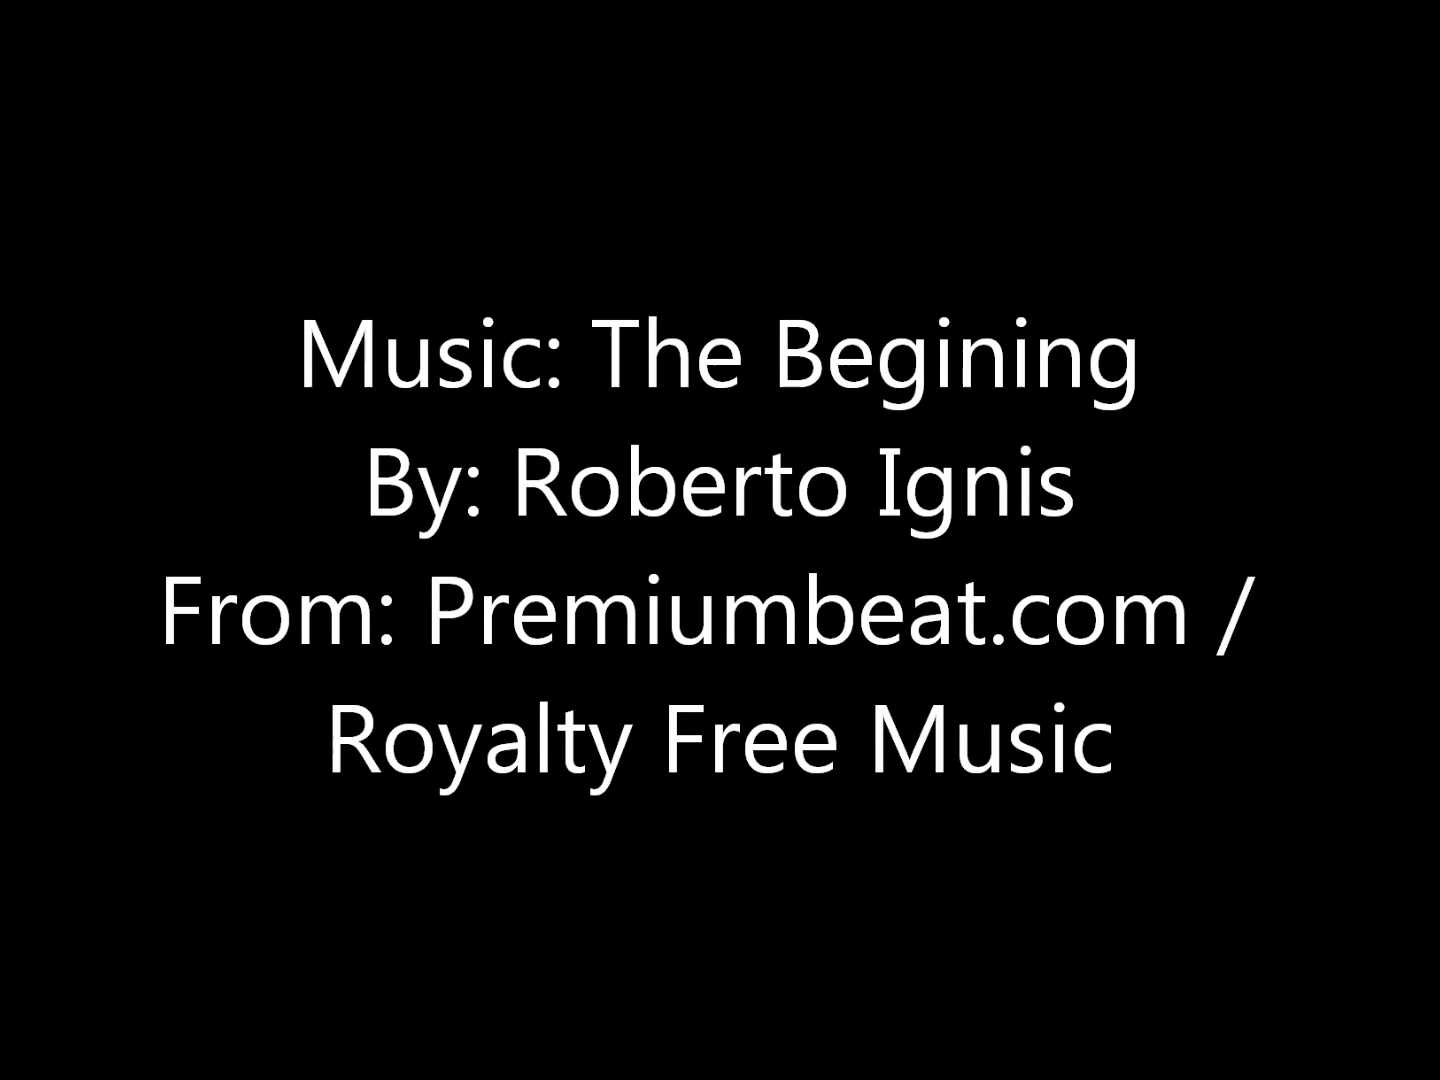 Music: The Begining
By: Roberto Ignis
From: Premiumbeat.com /
Royalty Free Music